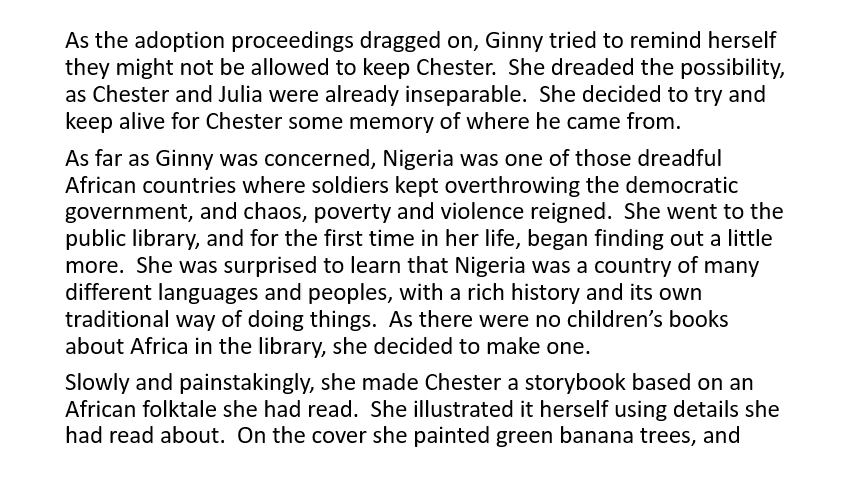 As the adoption proceedings dragged on, Ginny tried to remind herself
they might not be allowed to keep Chester.  She dreaded the possibility,
as Chester and Julia were already inseparable.  She decided to try and
keep alive for Chester some memory of where he came from.
As far as Ginny was concerned, Nigeria was one of those dreadful
African countries where soldiers kept overthrowing the democratic
government, and chaos, poverty and violence reigned.  She went to the
public library, and for the first time in her life, began finding out a little
more.  She was surprised to learn that Nigeria was a country of many
different languages and peoples, with a rich history and its own
traditional way of doing things.  As there were no children’s books
about Africa in the library, she decided to make one.
Slowly and painstakingly, she made Chester a storybook based on an
African folktale she had read.  She illustrated it herself using details she
had read about.  On the cover she painted green banana trees, and